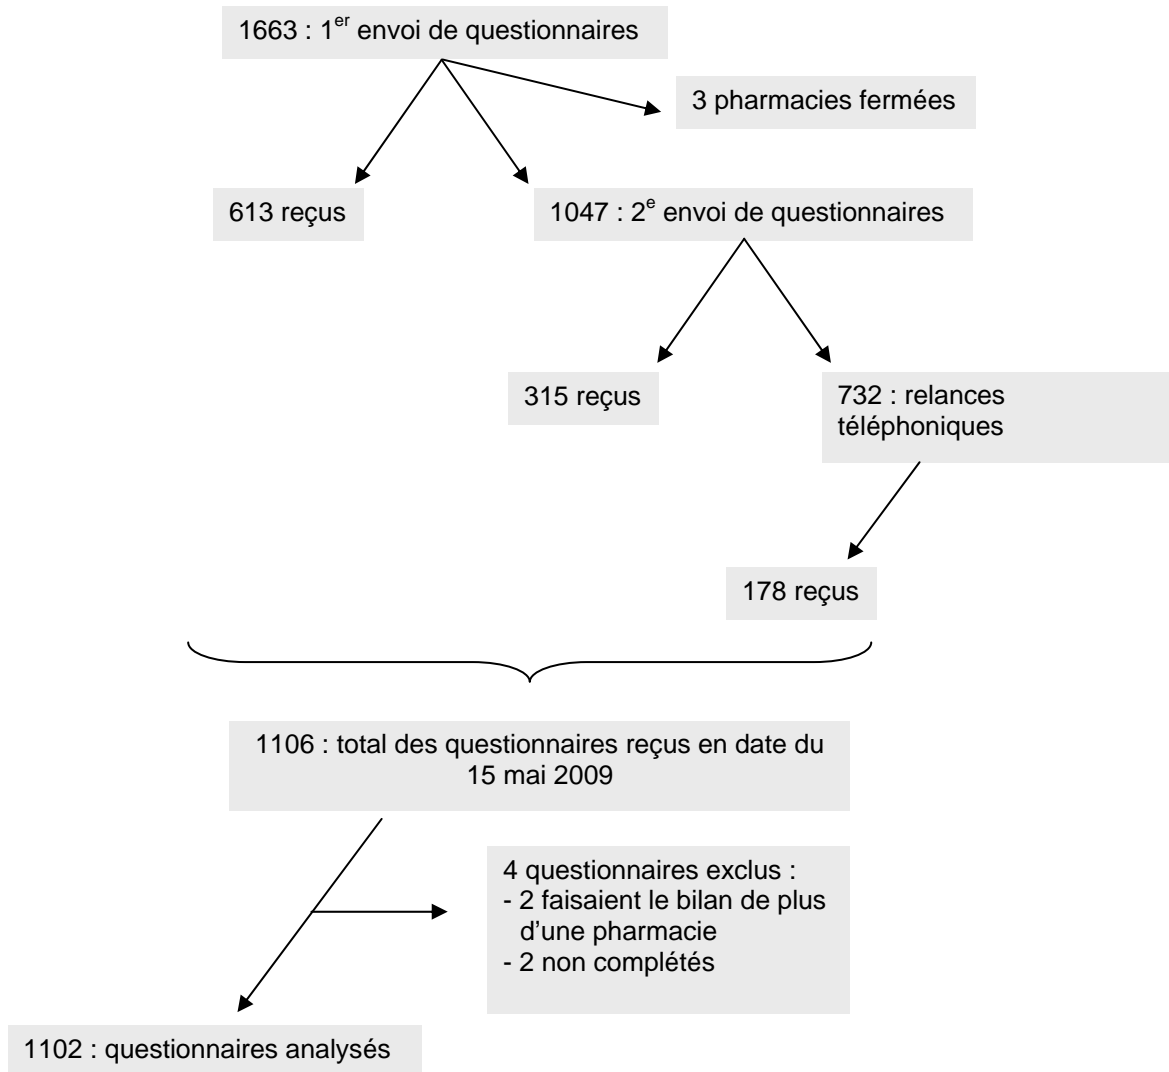 1663 : 1er envoi de questionnaires
3 pharmacies fermées
613 reçus
1047 : 2e envoi de questionnaires
315 reçus
732 : relances
téléphoniques
178 reçus
1106 : total des questionnaires reçus en date du
15 mai 2009
4 questionnaires exclus :
- 2 faisaient le bilan de plus
d'une pharmacie
- 2 non complétés
1102 : questionnaires analysés